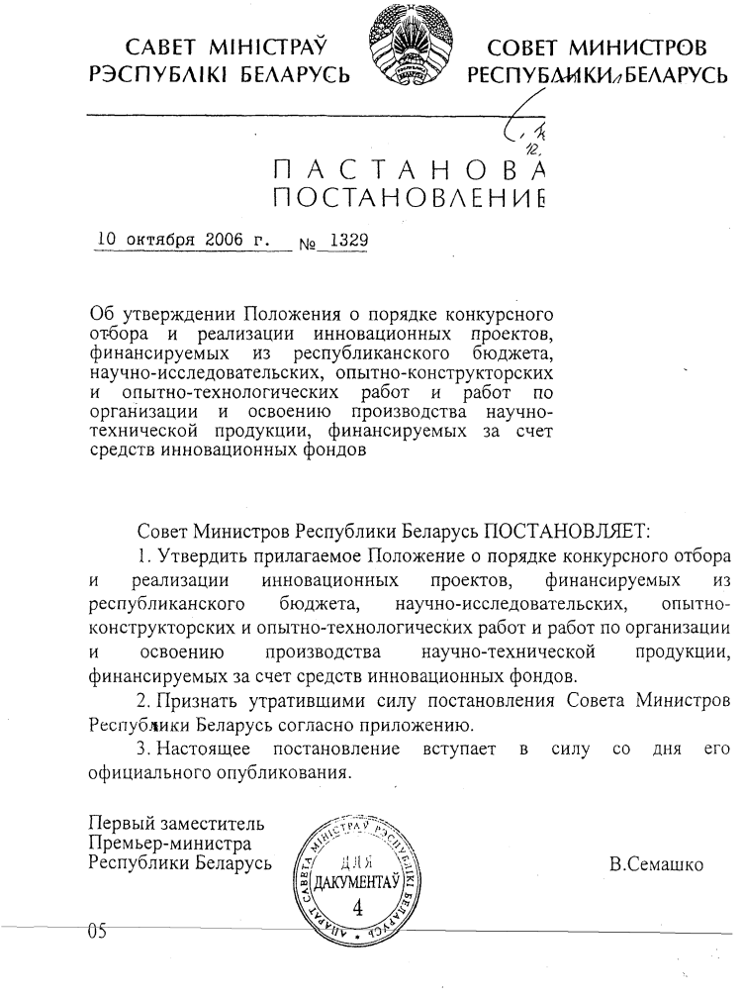 САВЕТ МІНІСТРАЎ
РЭСПУБЛІКІ БЕЛАРУСЬ
СОВЕТ МИНИСТРОВ
РЕСПУБЛИКИ БЕЛАРУСЬ
12.
ПАСТАНОВА
ПОСТАНОВЛЕНИЕ
10 октября 2006 г. № 1329
Об утверждении Положения о порядке конкурсного
отбора и реализации инновационных проектов,
финансируемых из республиканского бюджета,
научно-исследовательских, опытно-конструкторских
и опытно-технологических работ и работ по
организации и освоению производства научно-
технической продукции, финансируемых за счет
средств инновационных фондов
Совет Министров Республики Беларусь ПОСТАНОВЛЯЕТ:
1. Утвердить прилагаемое Положение о порядке конкурсного отбора
и реализации инновационных проектов, финансируемых из
республиканского бюджета, научно-исследовательских, опытно-
конструкторских и опытно-технологических работ и работ по организации
и освоению производства научно-технической продукции,
финансируемых за счет средств инновационных фондов.
2. Признать утратившими силу постановления Совета Министров
Республики Беларусь согласно приложению.
3. Настоящее постановление вступает в силу со дня его
официального опубликования.
Первый заместитель
Премьер-министра
Республики Беларусь
В.Семашко
АПАРАТ САВЕТА МІНІСТРАЎ РЭСПУБЛІКІ БЕЛАРУСЬ
ДЛЯ
ДАКУМЕНТАЎ
4
05